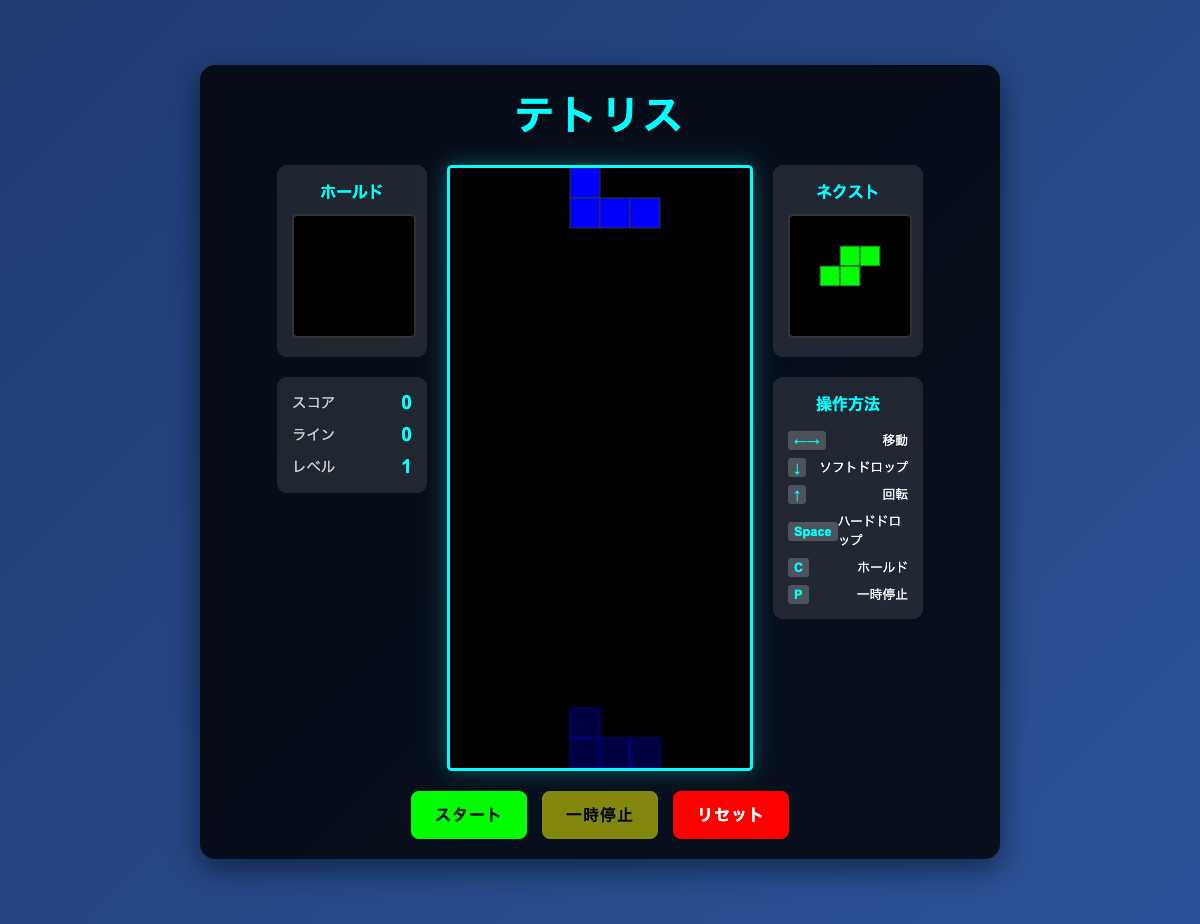 テトリス
ホールド
スコア 0
ライン 0
レベル 1
ネクスト
操作方法
←→ 移動
↓ ソフトドロップ
↑ 回転
Space ハードドロ
ップ
C ホールド
P 一時停止
スタート 一時停止 リセット